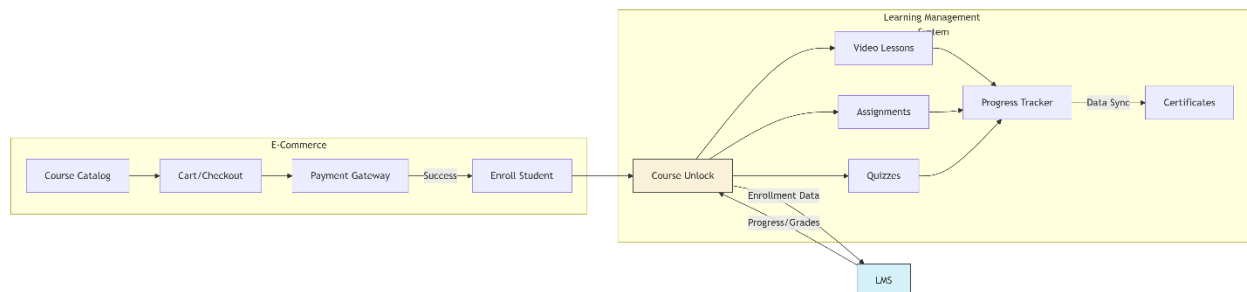 Learning Management
System
Video Lessons
Assignments
Progress Tracker
Data Sync
Certificates
E-Commerce
Course Catalog
Cart/Checkout
Payment Gateway
Success
Enroll Student
Course Unlock
Quizzes
Enrollment Data
Progress/Grades
LMS